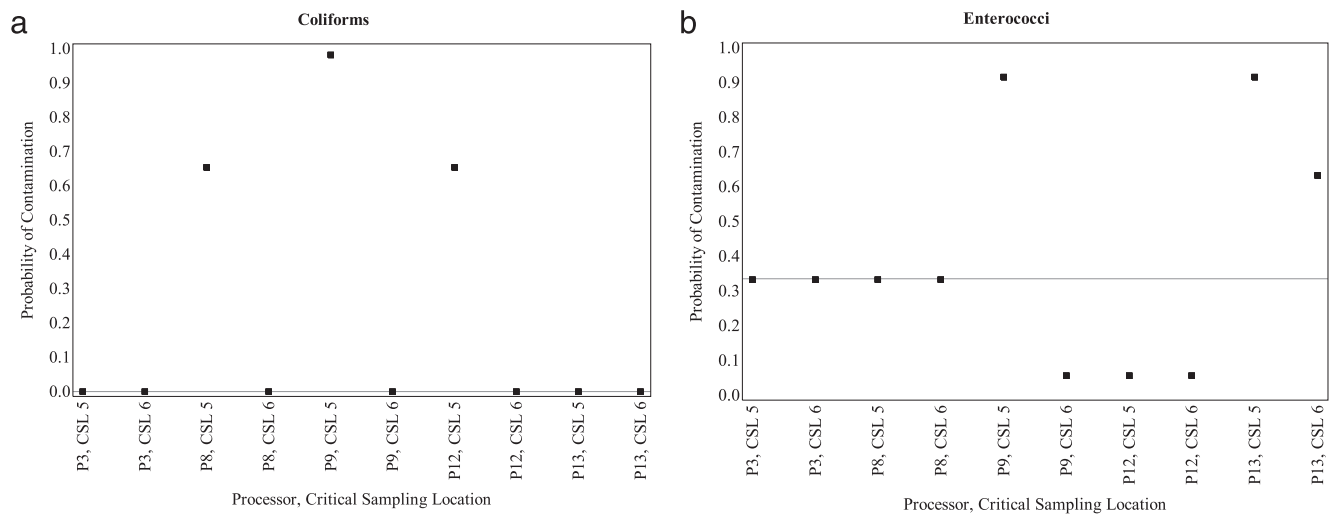 a
Coliforms
Probability of Contamination
1.0
0.9
0.8
0.7
0.6
0.5
0.4
0.3
0.2
0.1
0.0
P3, CSL 5
P3, CSL 6
P8, CSL 5
P8, CSL 6
P9, CSL 5
P9, CSL 6
P12, CSL 5
P12, CSL 6
P13, CSL 5
P13, CSL 6
Processor, Critical Sampling Location
b
Enterococci
Probability of Contamination
1.0
0.9
0.8
0.7
0.6
0.5
0.4
0.3
0.2
0.1
0.0
P3, CSL 5
P3, CSL 6
P8, CSL 5
P8, CSL 6
P9, CSL 5
P9, CSL 6
P12, CSL 5
P12, CSL 6
P13, CSL 5
P13, CSL 6
Processor, Critical Sampling Location